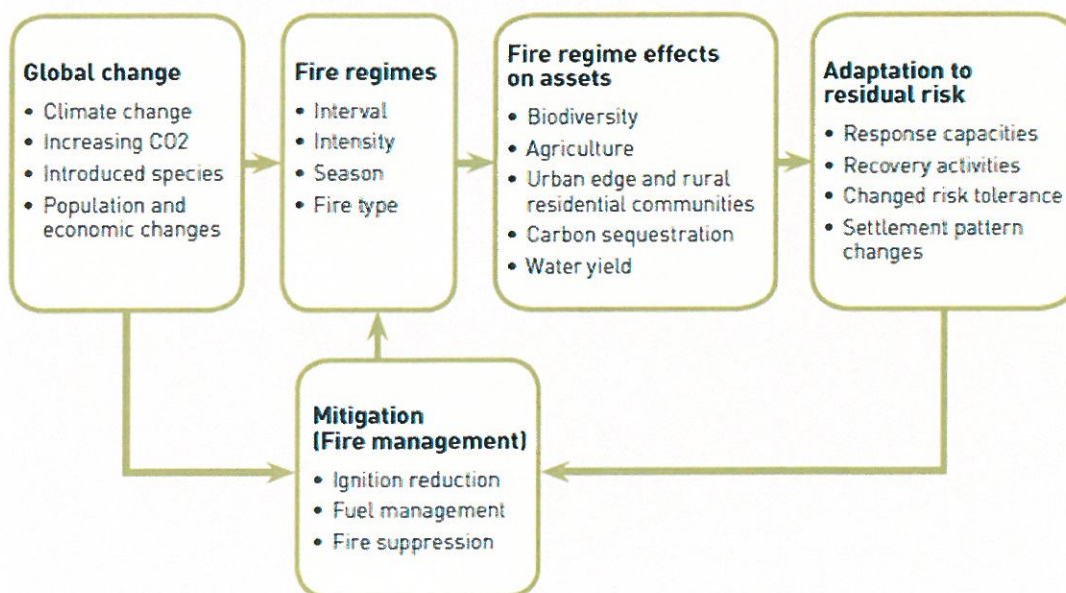 Global change
• Climate change
• Increasing CO2
• Introduced species
• Population and
economic changes
Fire regimes
• Interval
• Intensity
• Season
• Fire type
Fire regime effects
on assets
• Biodiversity
• Agriculture
• Urban edge and rural
residential communities
• Carbon sequestration
• Water yield
Adaptation to
residual risk
• Response capacities
• Recovery activities
• Changed risk tolerance
• Settlement pattern
changes
Mitigation
(Fire management)
• Ignition reduction
• Fuel management
• Fire suppression